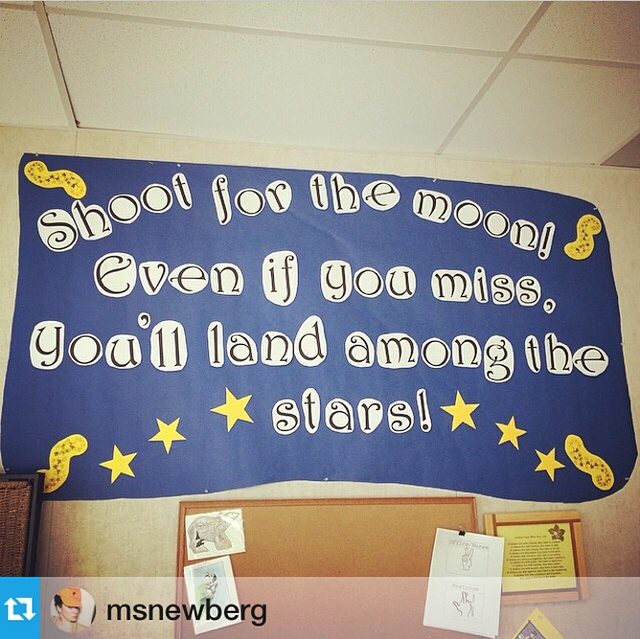 Shoot for the moon!
Even if you miss,
you'll land among the
stars!
msnewberg